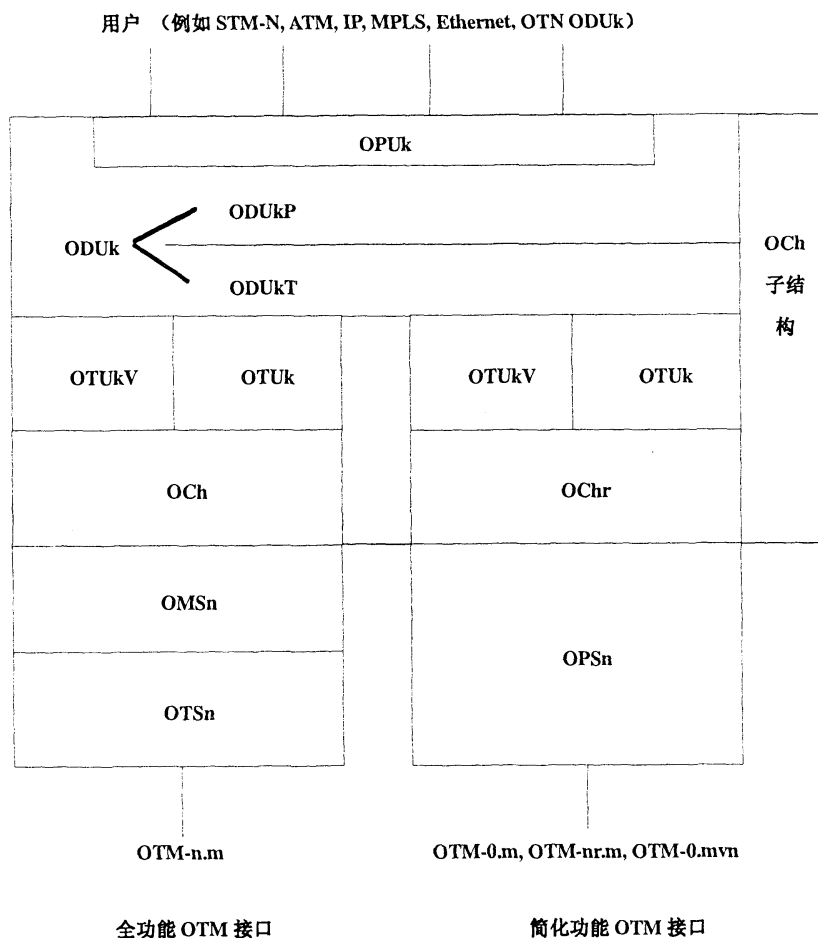 用户 （例如 STM-N, ATM, IP, MPLS, Ethernet, OTN ODUk）
OPUk
ODUkP
ODUk
ODUkT
OCh
子结
构
OTUkV
OTUk
OTUkV
OTUk
OCh
OChr
OMSn
OPSn
OTSn
OTM-n.m
OTM-0.m, OTM-nr.m, OTM-0.mvn
全功能 OTM 接口
简化功能 OTM 接口